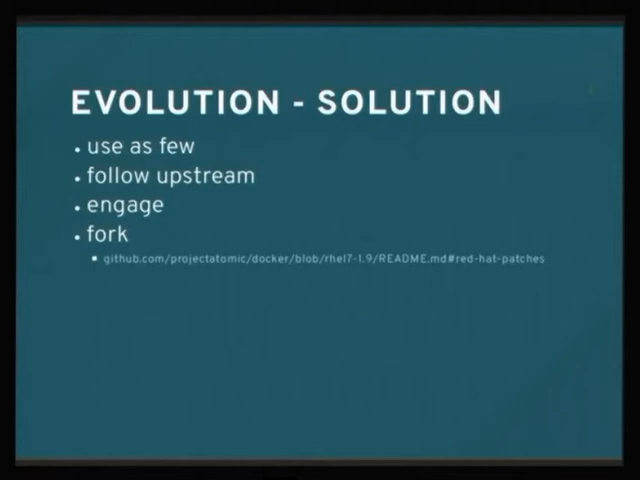 EVOLUTION - SOLUTION
• use as few
• follow upstream
• engage
• fork
▪ github.com/projectatomic/docker/blob/rhel7-1.9/README.md#red-hat-patches